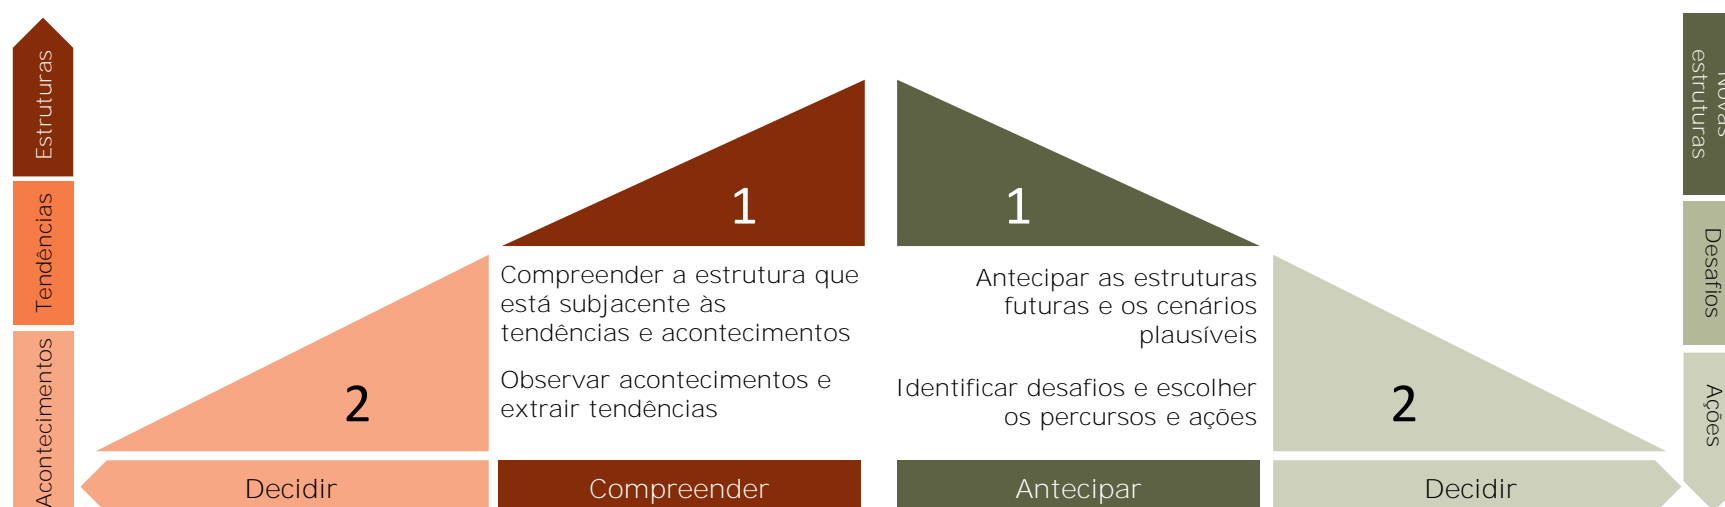 Estruturas
Tendências
Acontecimentos
1
2
Compreender a estrutura que
está subjacente às
tendências e acontecimentos
Observar acontecimentos e
extrair tendências
Decidir
Compreender
1
2
Antecipar as estruturas
futuras e os cenários
plausíveis
Identificar desafios e escolher
os percursos e ações
Antecipar
Decidir
Novas
estruturas
Desafios
Ações